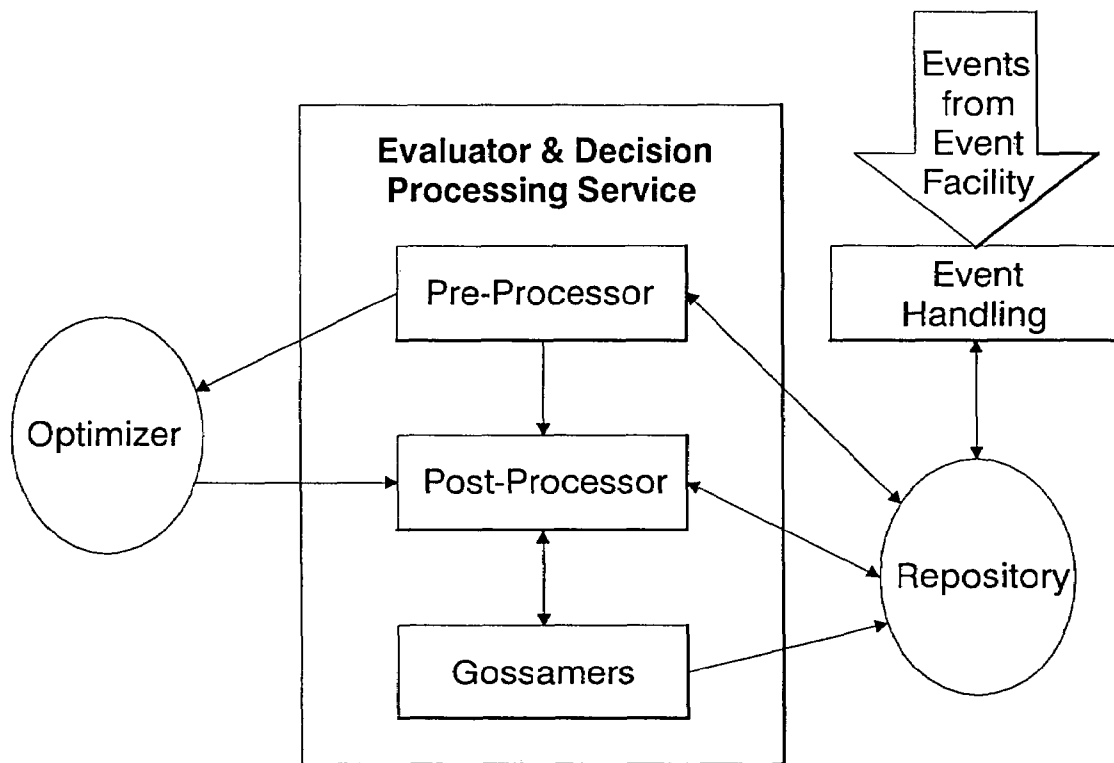 Events
from
Event
Facility
Evaluator & Decision
Processing Service
Pre-Processor
Event
Handling
Optimizer
Post-Processor
Repository
Gossamers